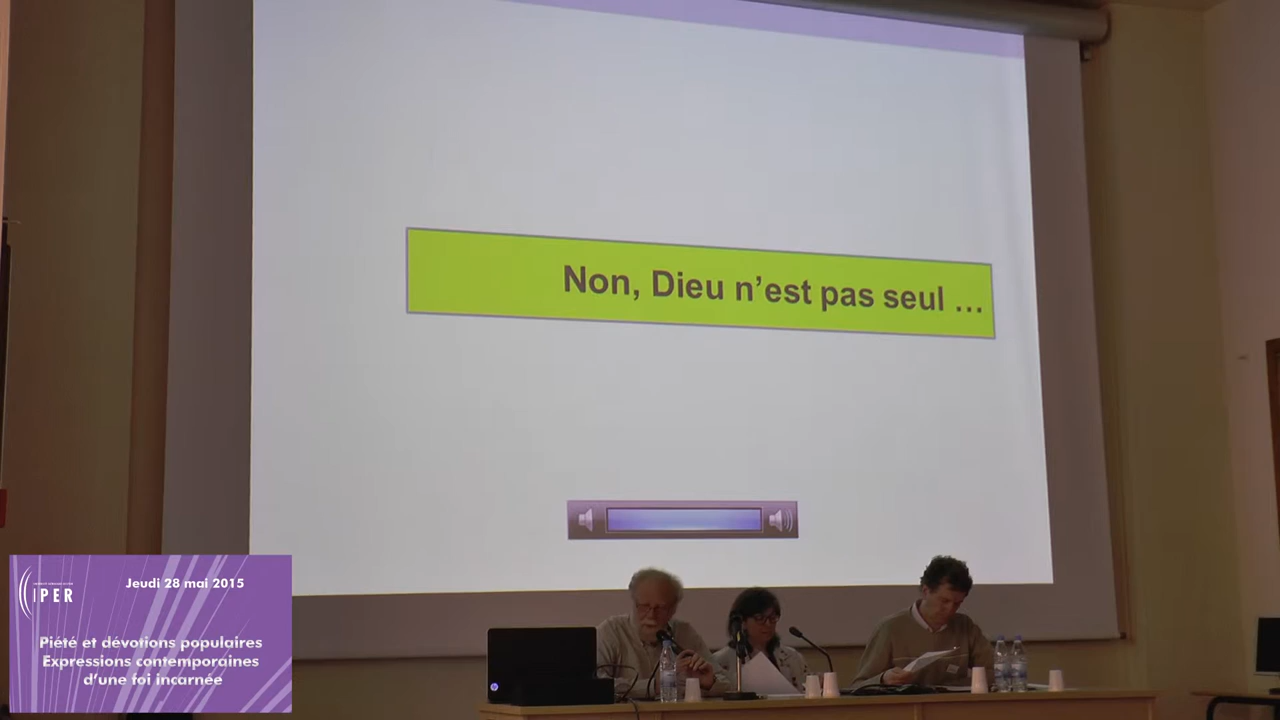 Non, Dieu n’est pas seul ...
Jeudi 28 mai 2015
IPER
Piété et dévotions populaires
Expressions contemporaines
d’une foi incarnée